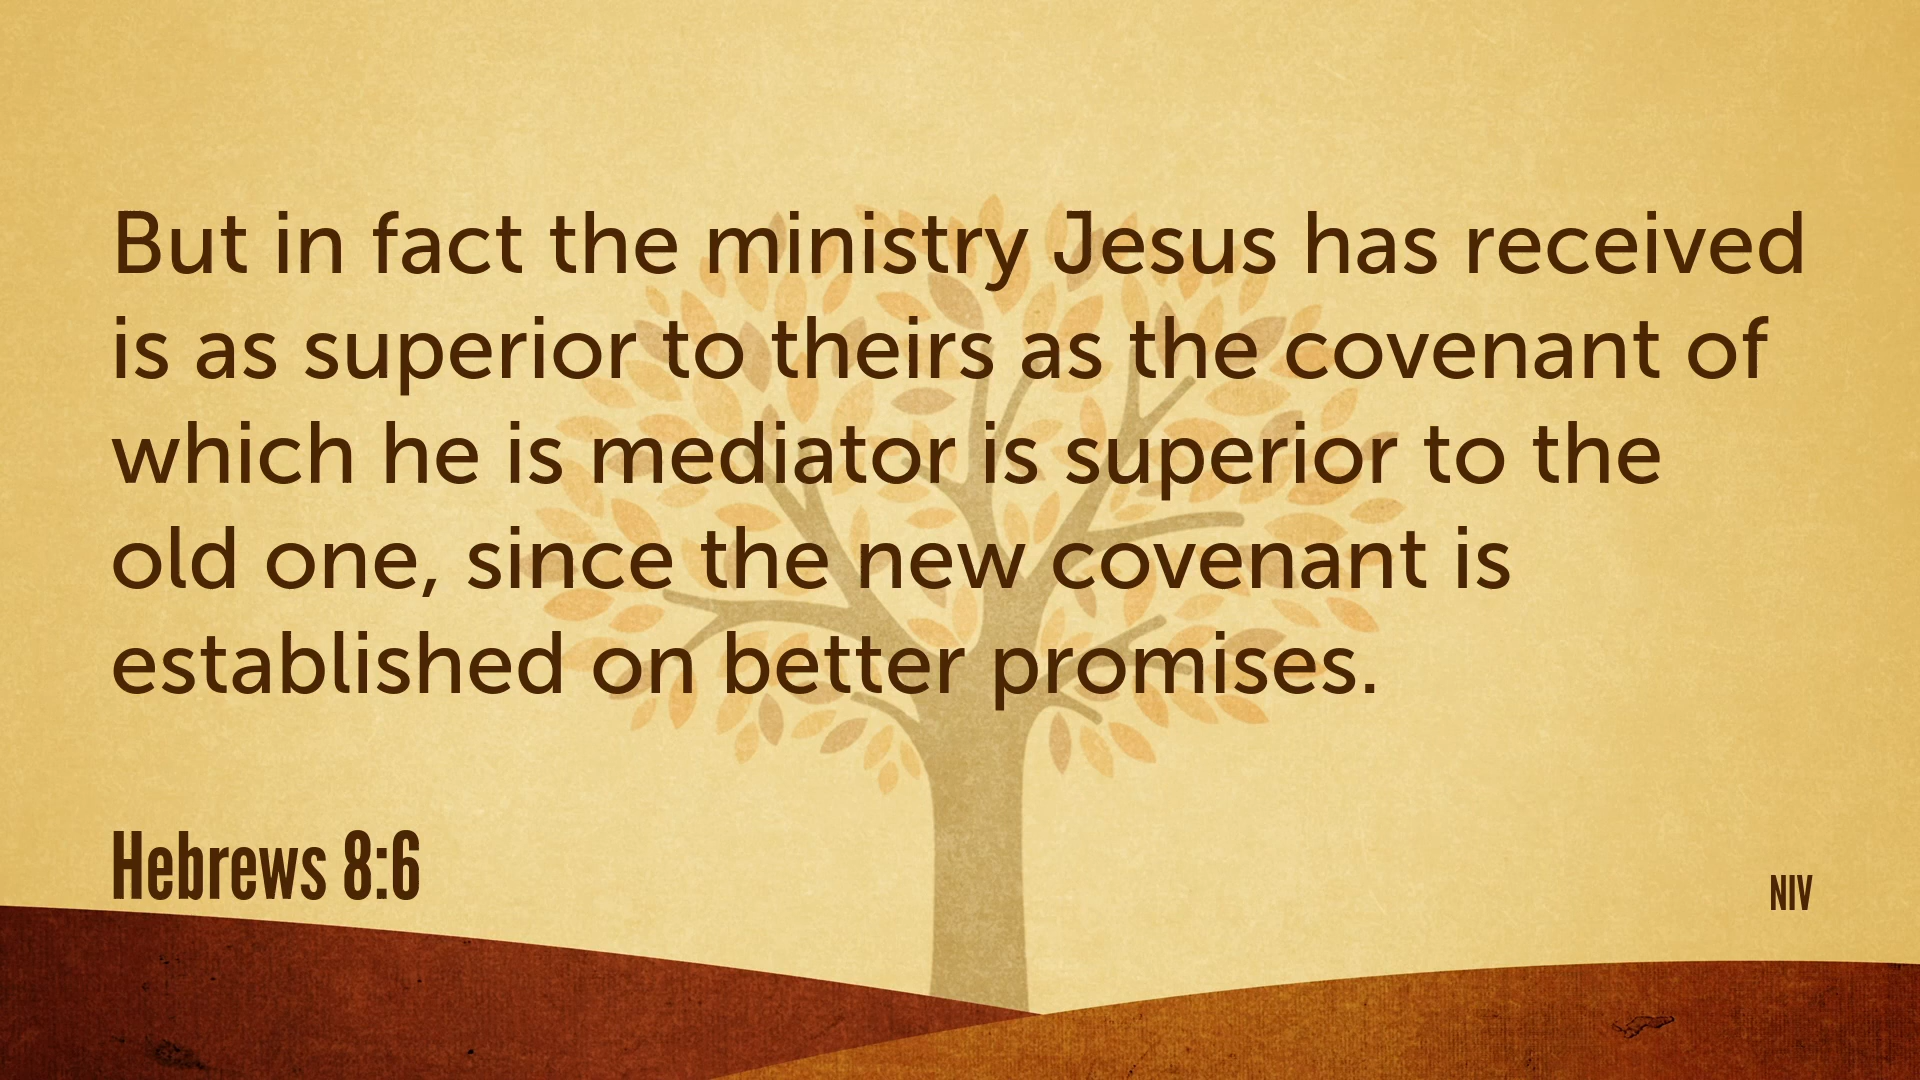 But in fact the ministry Jesus has received
is as superior to theirs as the covenant of
which he is mediator is superior to the
old one, since the new covenant is
established on better promises.
Hebrews 8:6
NIV